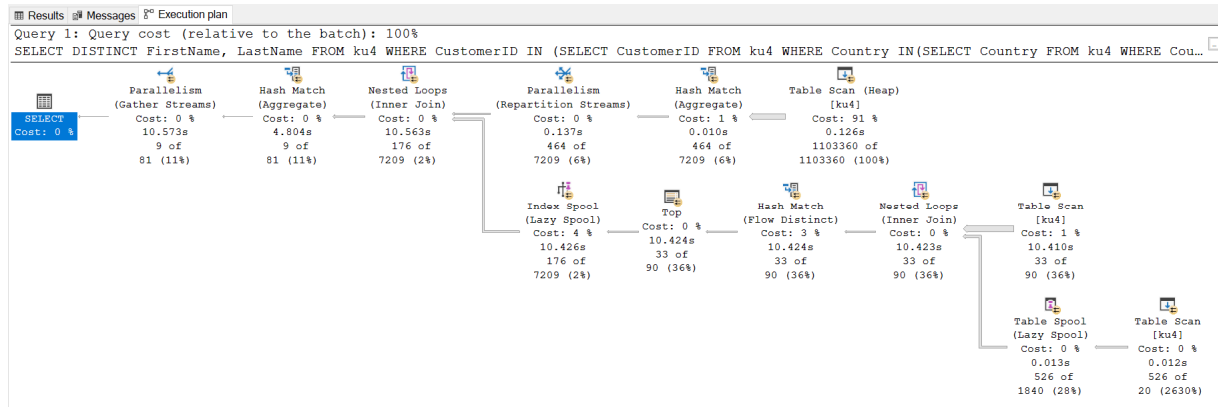 Results Messages Execution plan
Query 1: Query cost (relative to the batch): 100%
SELECT DISTINCT FirstName, LastName FROM ku4 WHERE CustomerID IN (SELECT CustomerID FROM ku4 WHERE Country IN(SELECT Country FROM ku4 WHERE Cou...
SELECT
Cost: 0 %
Parallelism
(Gather Streams)
Cost: 0 %
10.573s
9 of
81 (11%)
Hash Match
(Aggregate)
Cost: 0 %
4.804s
9 of
81 (11%)
Nested Loops
(Inner Join)
Cost: 0 %
10.563s
176 of
7209 (2%)
Parallelism
(Repartition Streams)
Cost: 0 %
0.137s
464 of
7209 (6%)
Hash Match
(Aggregate)
Cost: 1 %
0.010s
464 of
7209 (6%)
Table Scan (Heap)
[ku4]
Cost: 91 %
0.126s
1103360 of
1103360 (100%)
Index Spool
(Lazy Spool)
Cost: 4 %
10.426s
176 of
7209 (2%)
Top
Cost: 0 %
10.424s
33 of
90 (36%)
Hash Match
(Flow Distinct)
Cost: 3 %
10.424s
33 of
90 (36%)
Nested Loops
(Inner Join)
Cost: 0 %
10.423s
33 of
90 (36%)
Table Scan
[ku4]
Cost: 1 %
10.410s
33 of
90 (36%)
Table Spool
(Lazy Spool)
Cost: 0 %
0.013s
526 of
1840 (28%)
Table Scan
[ku4]
Cost: 0 %
0.012s
526 of
20 (2630%)